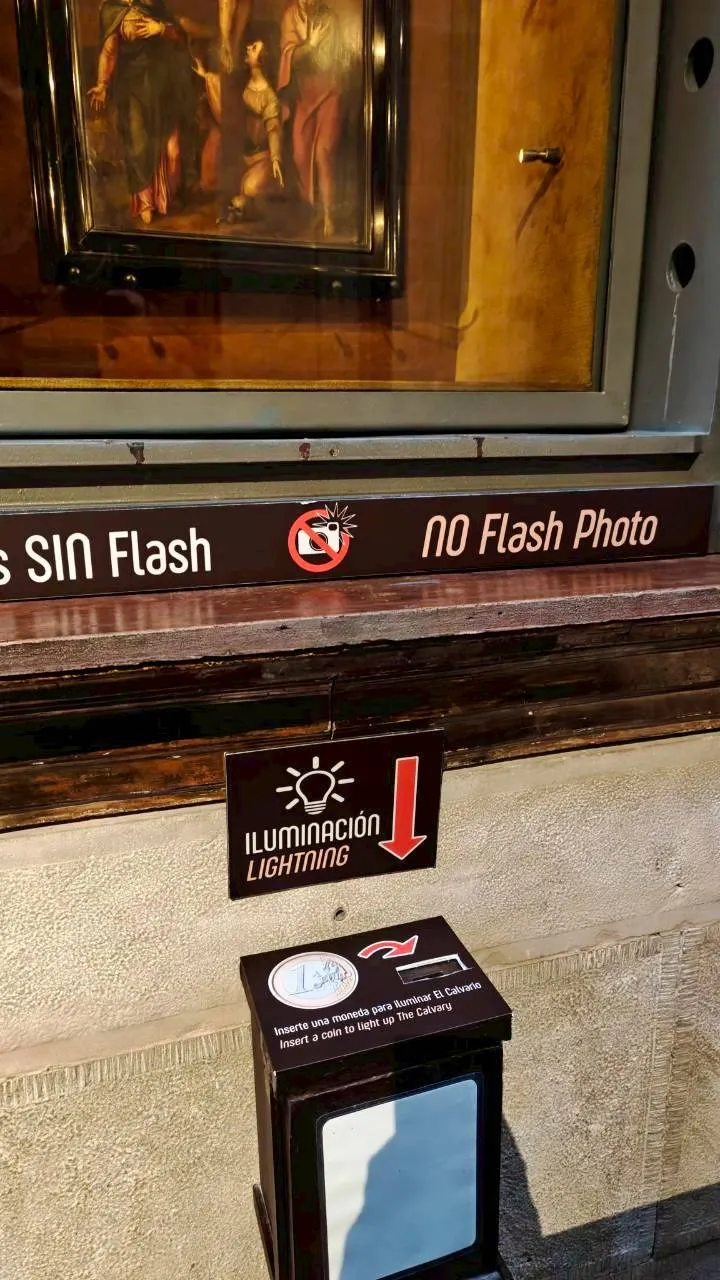 s SIN Flash
NO Flash Photo
ILUMINACIÓN
LIGHTNING
1
Inserte una moneda para iluminar El Calvario
Insert a coin to light up The Calvary